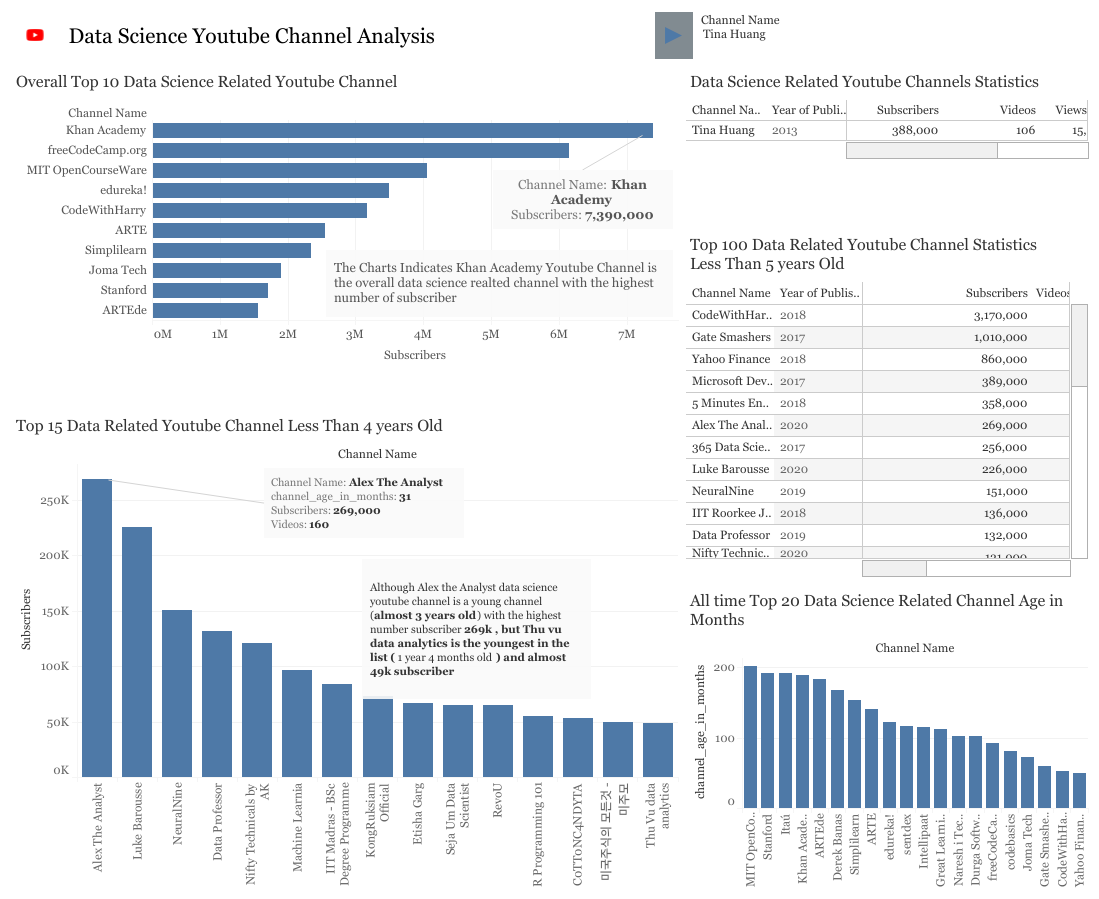 Data Science Youtube Channel Analysis
Channel Name
Tina Huang
Overall Top 10 Data Science Related Youtube Channel
Channel Name
Khan Academy
freeCodeCamp.org
MIT OpenCourseWare
edureka!
CodeWithHarry
ARTE
Simplilearn
Joma Tech
Stanford
ARTEde
Channel Name: Khan
Academy
Subscribers: 7,390,000
The Charts Indicates Khan Academy Youtube Channel is
the overall data science realted channel with the highest
number of subscriber
0M 1M 2M 3M 4M 5M 6M 7M
Subscribers
Data Science Related Youtube Channels Statistics
Channel Na.. Year of Publi.. Subscribers Videos Views
Tina Huang 2013 388,000 106 15,
Top 100 Data Related Youtube Channel Statistics
Less Than 5 years Old
Channel Name Year of Publis.. Subscribers Videos
CodeWithHar.. 2018 3,170,000
Gate Smashers 2017 1,010,000
Yahoo Finance 2018 860,000
Microsoft Dev.. 2017 389,000
5 Minutes En.. 2018 358,000
Alex The Anal.. 2020 269,000
365 Data Scie.. 2017 256,000
Luke Barousse 2020 226,000
NeuralNine 2019 151,000
IIT Roorkee J.. 2018 136,000
Data Professor 2019 132,000
Nifty Technic.. 2020 121,000
Top 15 Data Related Youtube Channel Less Than 4 years Old
Channel Name
Channel Name: Alex The Analyst
channel_age_in_months: 31
Subscribers: 269,000
Videos: 160
Although Alex the Analyst data science
youtube channel is a young channel
(almost 3 years old) with the highest
number subscriber 269k , but Thu vu
data analytics is the youngest in the
list ( 1 year 4 months old ) and almost
49k subscriber
Subscribers
250K
200K
150K
100K
50K
0K
Alex The Analyst
Luke Barousse
NeuralNine
Data Professor
Nifty Technicals by
AK
Machine Learnia
IIT Madras - BSc
Degree Programme
KongRuksiam
Official
Etisha Garg
Seja Um Data
Scientist
RevoU
R Programming 101
CoTToNC4NDYTA
미국주식의 모든것 -
미주모
Thu Vu data
analytics
All time Top 20 Data Science Related Channel Age in
Months
Channel Name
channel_age_in_months
200
100
0
MIT OpenCo..
Stanford
Itaú
Khan Acade..
ARTEde
Derek Banas
Simplilearn
ARTE
edureka!
sentdex
Intellipaat
Great Learni..
Naresh i Tec..
Durga Softw..
freeCodeCa..
codebasics
Joma Tech
Gate Smashe..
CodeWithHa..
Yahoo Finan..